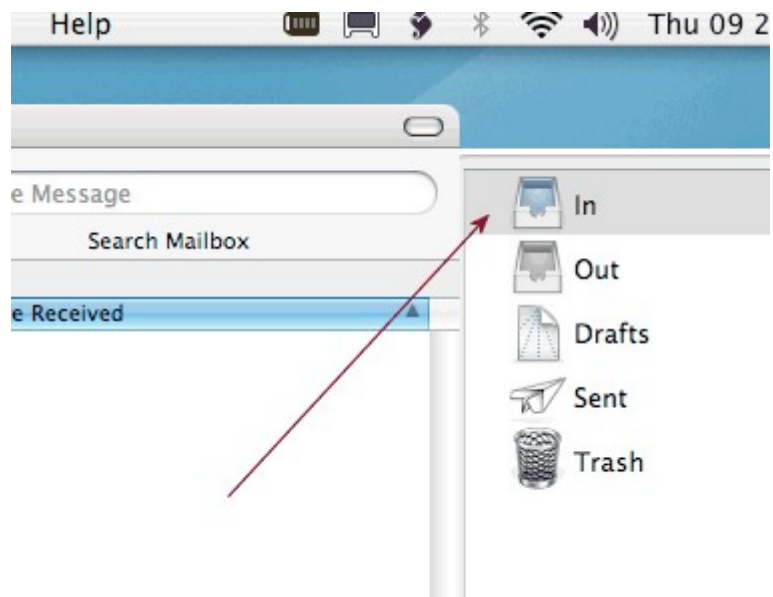 Help
Thu 09 2
e Message
Search Mailbox
e Received
In
Out
Drafts
Sent
Trash